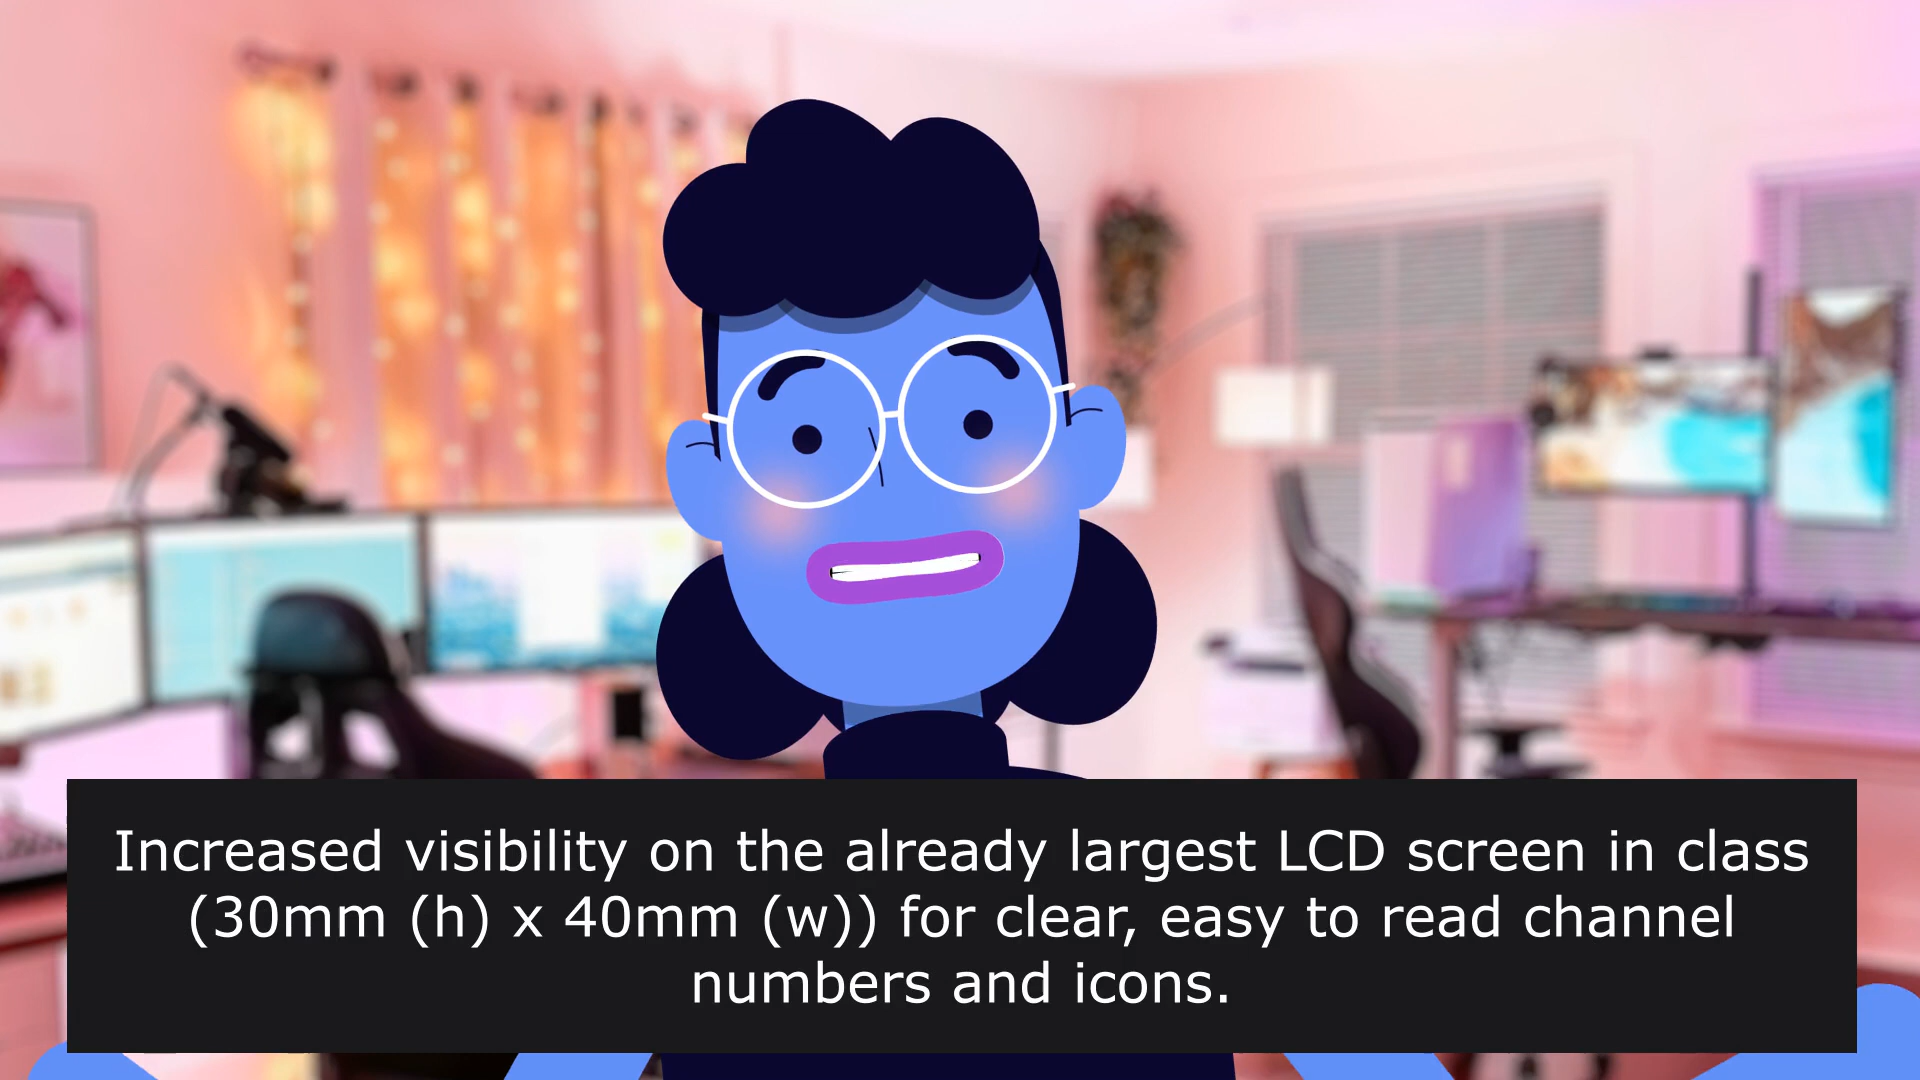 Increased visibility on the already largest LCD screen in class
(30mm (h) x 40mm (w)) for clear, easy to read channel
numbers and icons.